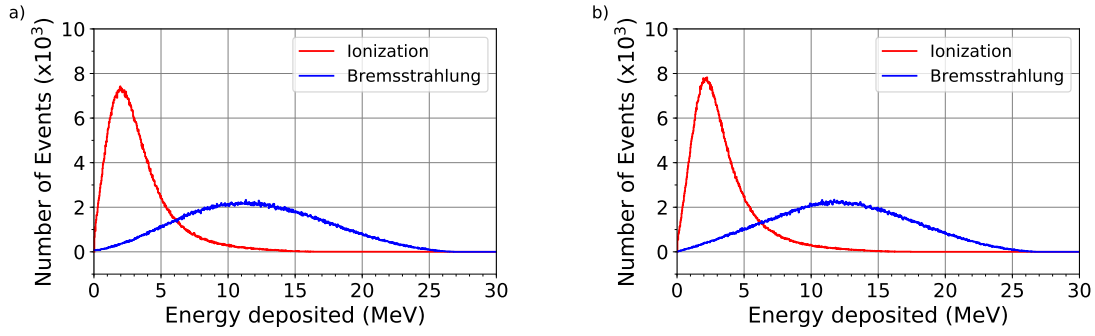 a)
Number of Events (x10³)
10
8
6
4
2
0
Ionization
Bremsstrahlung
0 5 10 15 20 25 30
Energy deposited (MeV)
b)
Number of Events (x10³)
10
8
6
4
2
0
Ionization
Bremsstrahlung
0 5 10 15 20 25 30
Energy deposited (MeV)